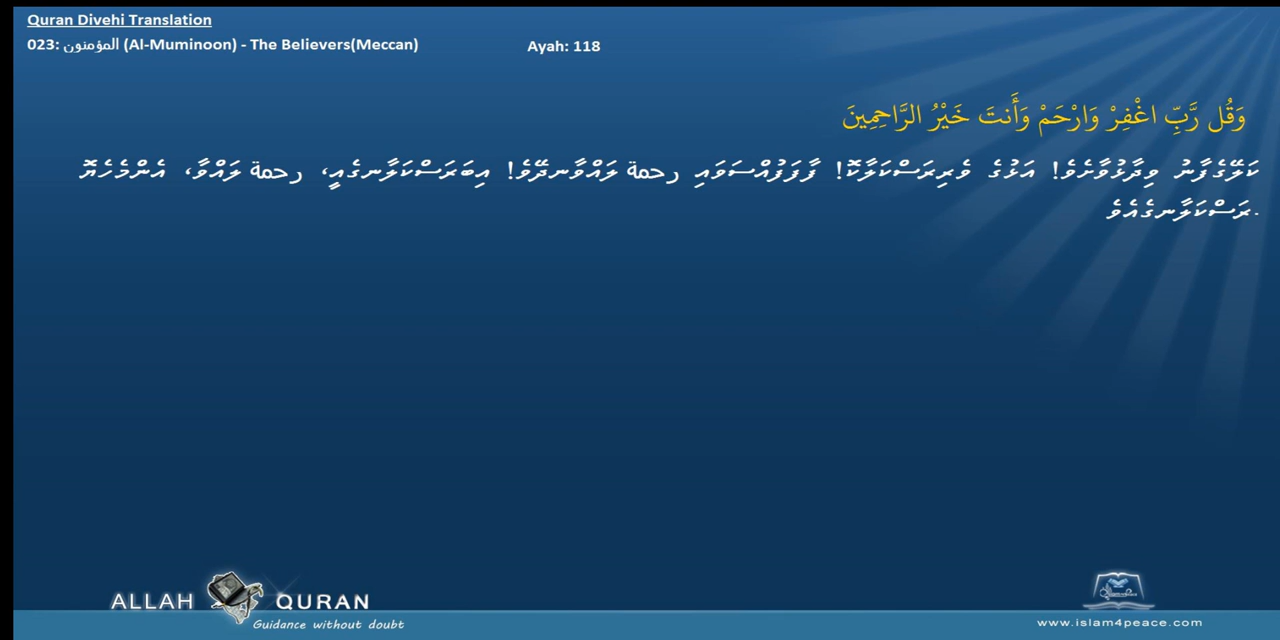 Quran Divehi Translation
023: المؤمنون (Al-Muminoon) - The Believers(Meccan)
Ayah: 118
وَقُل رَّبِّ اغْفِرْ وَارْحَمْ وَأَنتَ خَيْرُ الرَّاحِمِينَ
ކަލޭގެފާނު ވިދާޅުވާށެވެ! އަޅުގެ ވެރިރަސްކަލާކޮ! ފާފަފުއްސަވައި رحمة ލައްވާނދޭވެ! އިބަރަސްކަލާނގެއީ، رحمة ލައްވާ، އެންމެހެޔޮ
ރަސްކަލާނގެއެވެ.
ALLAH QURAN
Guidance without doubt
www.islam4peace.com